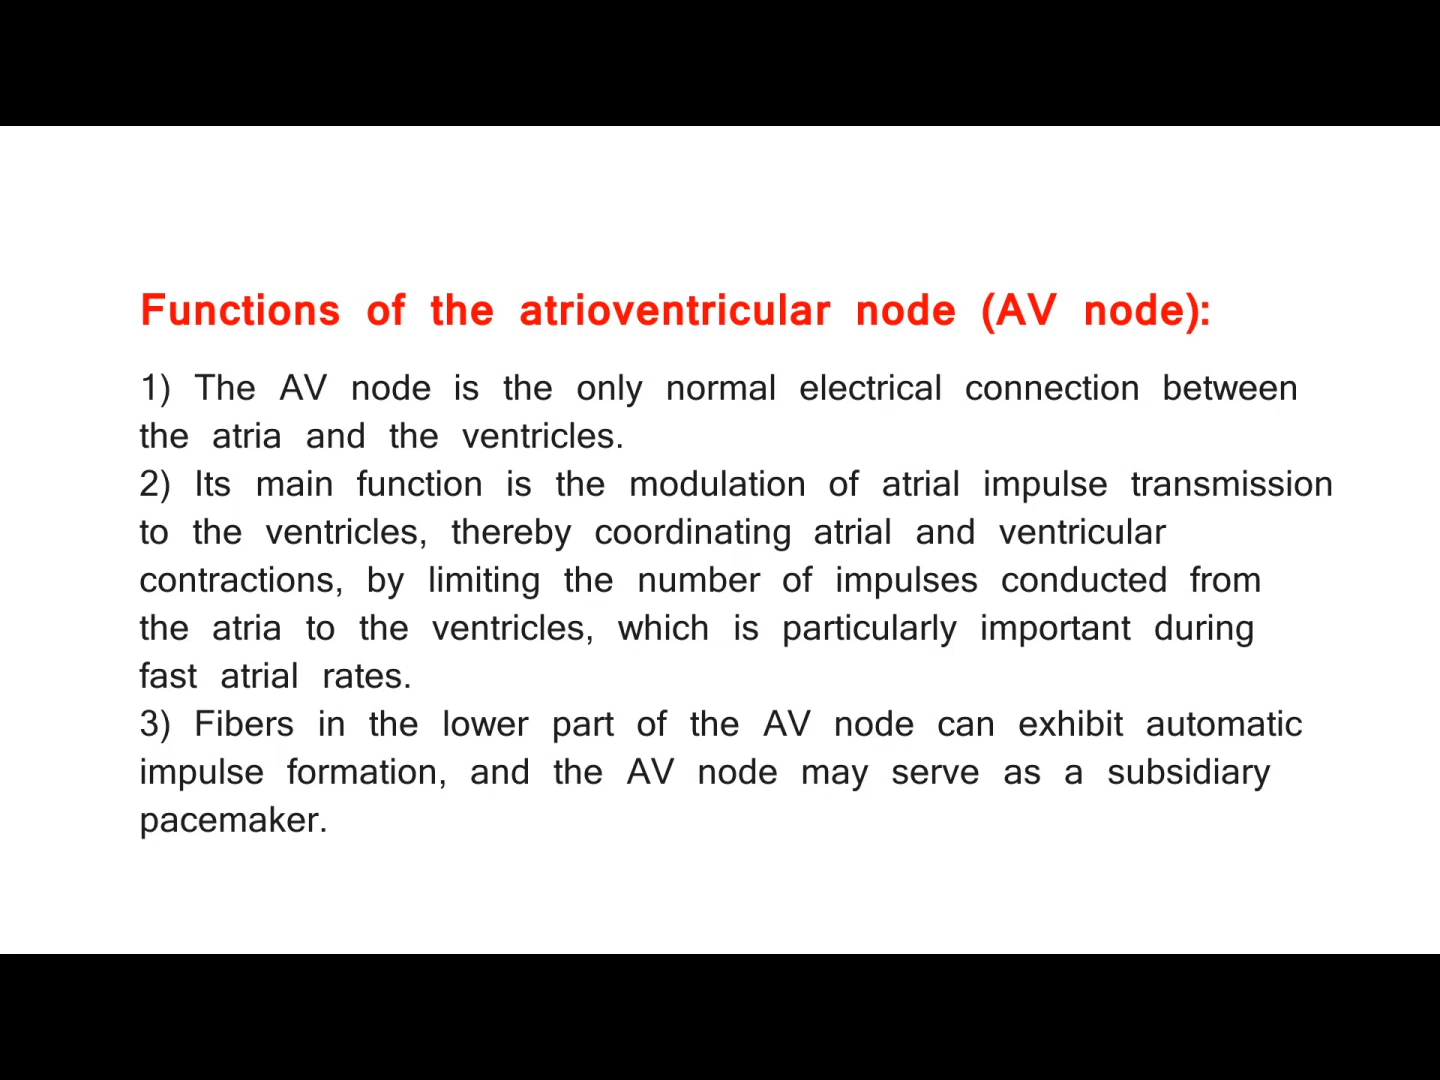 Functions of the atrioventricular node (AV node):
1) The AV node is the only normal electrical connection between
the atria and the ventricles.
2) Its main function is the modulation of atrial impulse transmission
to the ventricles, thereby coordinating atrial and ventricular
contractions, by limiting the number of impulses conducted from
the atria to the ventricles, which is particularly important during
fast atrial rates.
3) Fibers in the lower part of the AV node can exhibit automatic
impulse formation, and the AV node may serve as a subsidiary
pacemaker.